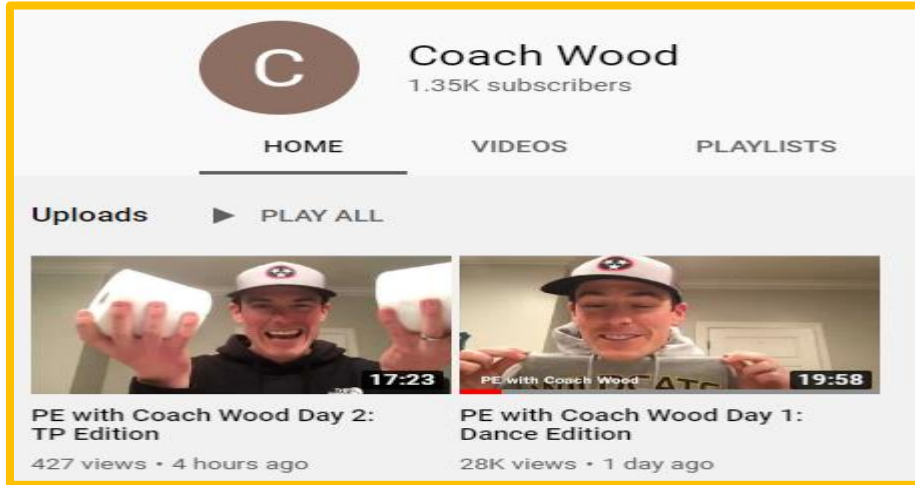 C
Coach Wood
1.35K subscribers
HOME VIDEOS PLAYLISTS
Uploads ▶ PLAY ALL
17:23
PE with Coach Wood
19:58
PE with Coach Wood Day 2:
TP Edition
427 views • 4 hours ago
PE with Coach Wood Day 1:
Dance Edition
28K views • 1 day ago